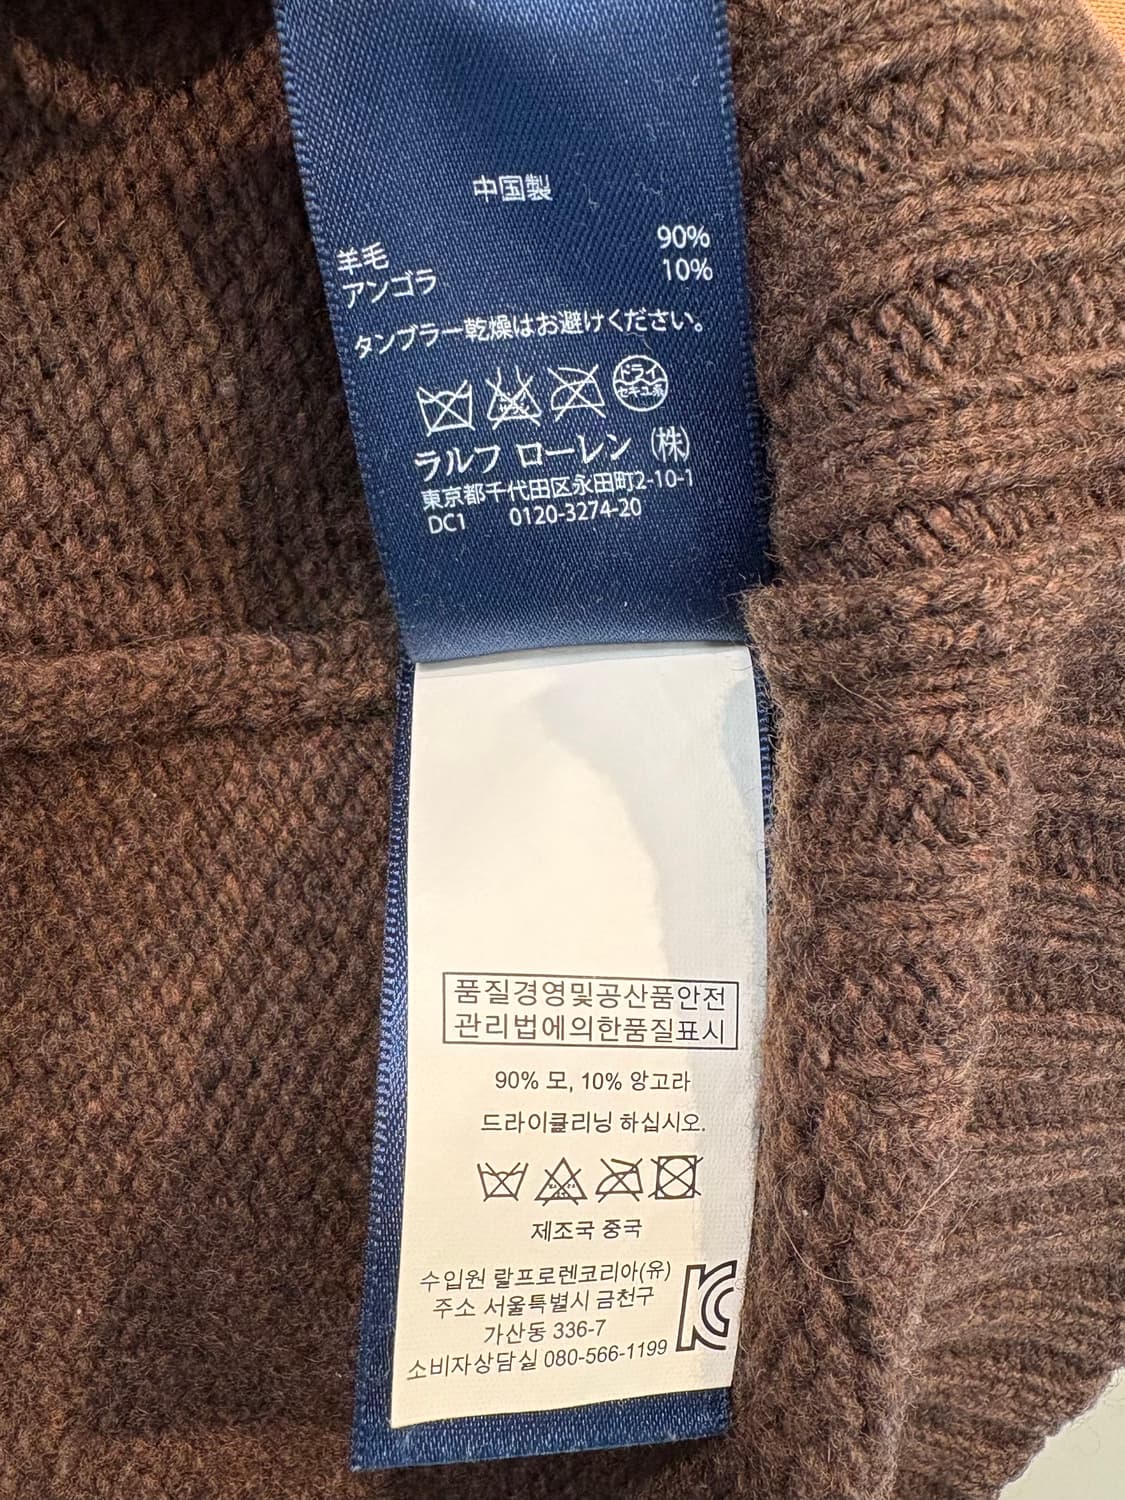 中国製
羊毛 90%
アンゴラ 10%
タンブラー乾燥はお避けください。
ドライ
セキユ系
ラルフ ローレン (株)
東京都千代田区永田町2-10-1
DC1 0120-3274-20
품질경영및공산품안전
관리법에의한품질표시
90% 모, 10% 앙고라
드라이클리닝 하십시오.
제조국 중국
수입원 랄프로렌코리아(유)
주소 서울특별시 금천구
가산동 336-7
소비자상담실 080-566-1199